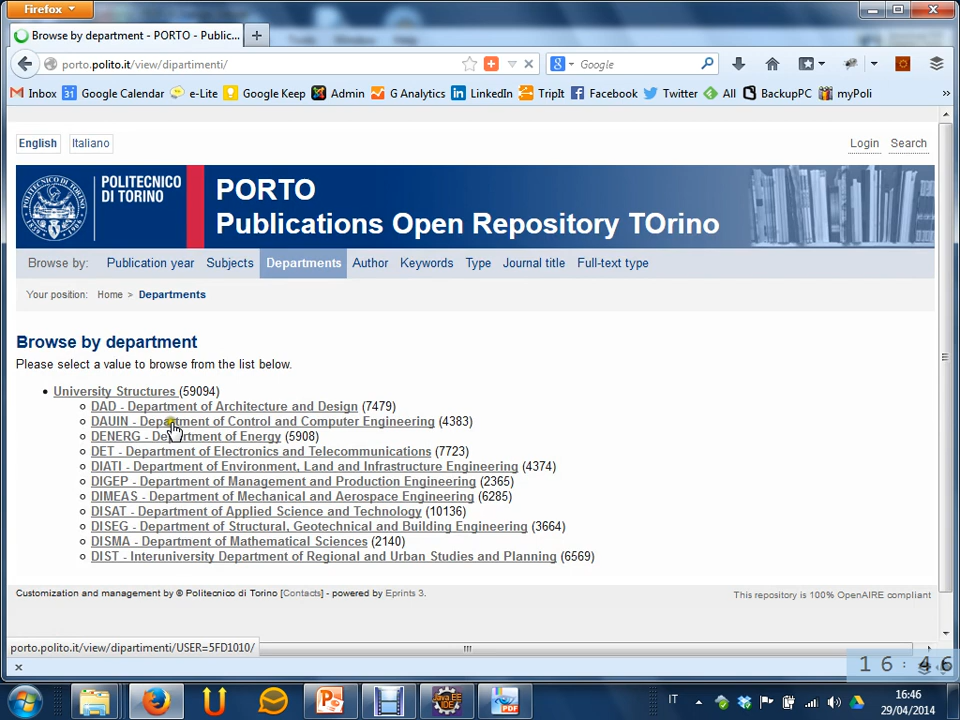 Firefox
Browse by department - PORTO - Public...
porto.polito.it/view/dipartimenti/
Google
Inbox 31 Google Calendar e-Lite Google Keep Admin G Analytics LinkedIn TripIt Facebook Twitter All BackupPC myPoli »
English Italiano Login Search
POLITECNICO
DI TORINO
PORTO
Publications Open Repository TOrino
Browse by: Publication year Subjects Departments Author Keywords Type Journal title Full-text type
Your position: Home > Departments
Browse by department
Please select a value to browse from the list below.
University Structures (59094)
DAD - Department of Architecture and Design (7479)
DAUIN - Department of Control and Computer Engineering (4383)
DENERG - Department of Energy (5908)
DET - Department of Electronics and Telecommunications (7723)
DIATI - Department of Environment, Land and Infrastructure Engineering (4374)
DIGEP - Department of Management and Production Engineering (2365)
DIMEAS - Department of Mechanical and Aerospace Engineering (6285)
DISAT - Department of Applied Science and Technology (10136)
DISEG - Department of Structural, Geotechnical and Building Engineering (3664)
DISMA - Department of Mathematical Sciences (2140)
DIST - Interuniversity Department of Regional and Urban Studies and Planning (6569)
Customization and management by © Politecnico di Torino [Contacts] - powered by Eprints 3.
This repository is 100% OpenAIRE compliant
porto.polito.it/view/dipartimenti/USER=5FD1010/
16:46
Java EE
IDE
PDF
IT
16:46
29/04/2014